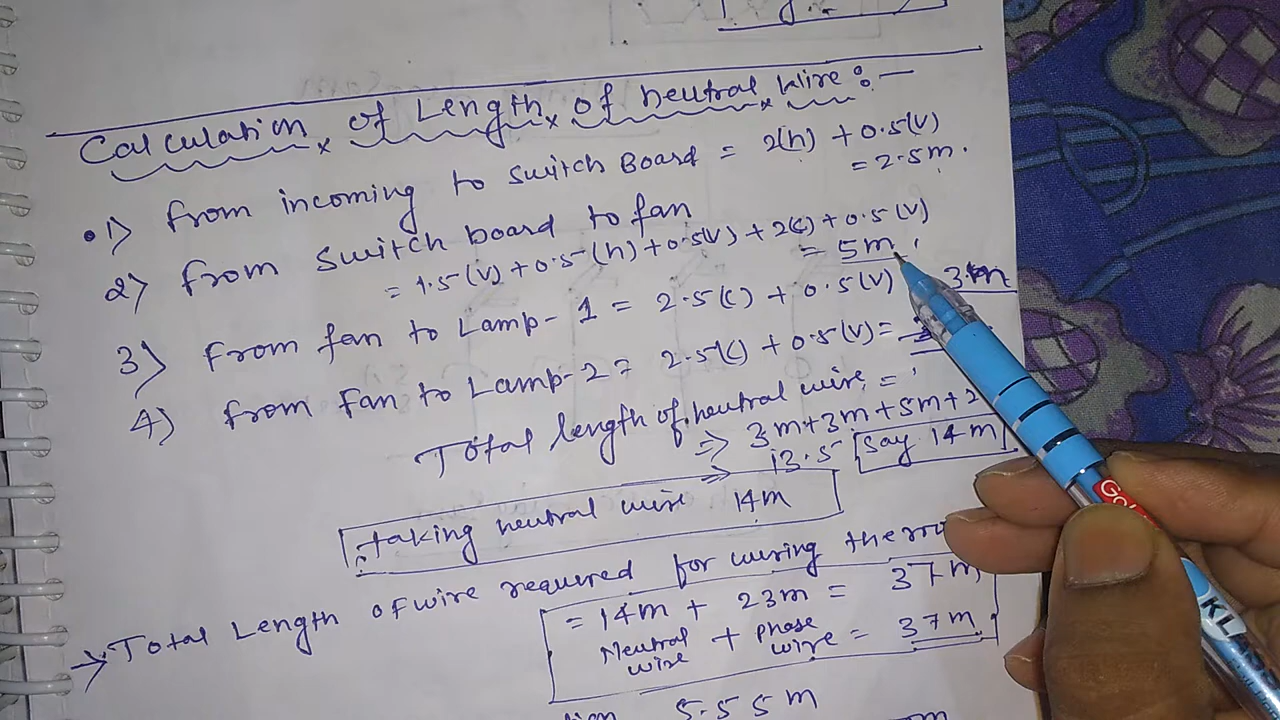 Calculation of Length of neutral wire :-
1) from incoming to switch Board = 2(h) + 0.5(v)
= 2.5m.
2) from switch board to fan
= 1.5(v) + 0.5(h) + 0.5(v) + 2(c) + 0.5(v)
= 5m
3) from fan to Lamp-1 = 2.5(c) + 0.5(v) 3m
4) from fan to Lamp-2 = 2.5(c) + 0.5(v) =
Total length of neutral wire =
⇒ 3m+3m+5m+2
⇒ 13.5 say 14m
taking neutral wire 14m
→ Total Length of wire required for wiring the
= 14m + 23m = 37m
Neutral wire + phase wire = 37m
5.55m